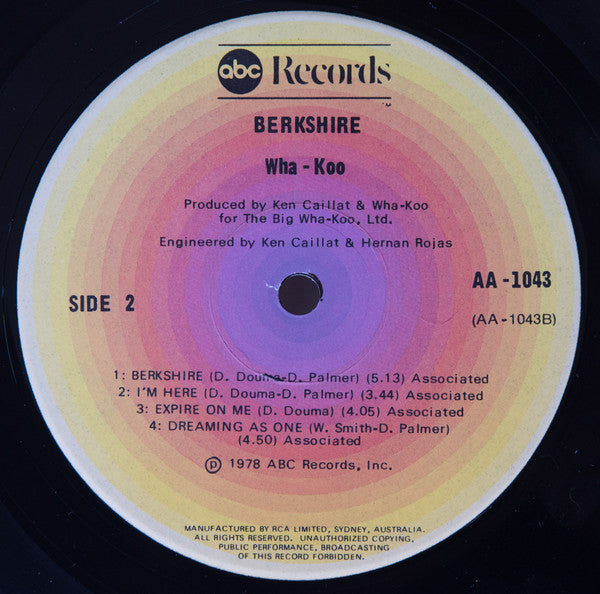 abc Records
BERKSHIRE
Wha - Koo
Produced by Ken Caillat & Wha-Koo
for The Big Wha-Koo, Ltd.
Engineered by Ken Caillat & Hernan Rojas
SIDE 2
AA -1043
(AA -1043B)
1: BERKSHIRE (D. Douma-D. Palmer) (5.13) Associated
2: I'M HERE (D. Douma-D. Palmer) (3.44) Associated
3: EXPIRE ON ME (D. Douma) (4.05) Associated
4: DREAMING AS ONE (W. Smith-D. Palmer)
(4.50) Associated
℗ 1978 ABC Records, Inc.
MANUFACTURED BY RCA LIMITED, SYDNEY, AUSTRALIA.
ALL RIGHTS RESERVED. UNAUTHORIZED COPYING,
PUBLIC PERFORMANCE, BROADCASTING
OF THIS RECORD FORBIDDEN.